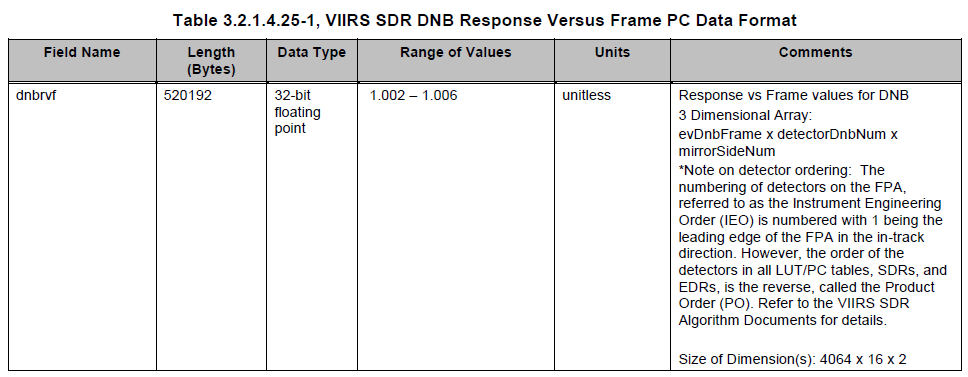 Table 3.2.1.4.25-1, VIIRS SDR DNB Response Versus Frame PC Data Format
Field Name
Length
(Bytes)
Data Type
Range of Values
Units
Comments
dnbrvf
520192
32-bit
floating
point
1.002 – 1.006
unitless
Response vs Frame values for DNB
3 Dimensional Array:
evDnbFrame x detectorDnbNum x
mirrorSideNum
*Note on detector ordering:  The
numbering of detectors on the FPA,
referred to as the Instrument Engineering
Order (IEO) is numbered with 1 being the
leading edge of the FPA in the in-track
direction. However, the order of the
detectors in all LUT/PC tables, SDRs, and
EDRs, is the reverse, called the Product
Order (PO). Refer to the VIIRS SDR
Algorithm Documents for details.
Size of Dimension(s): 4064 x 16 x 2